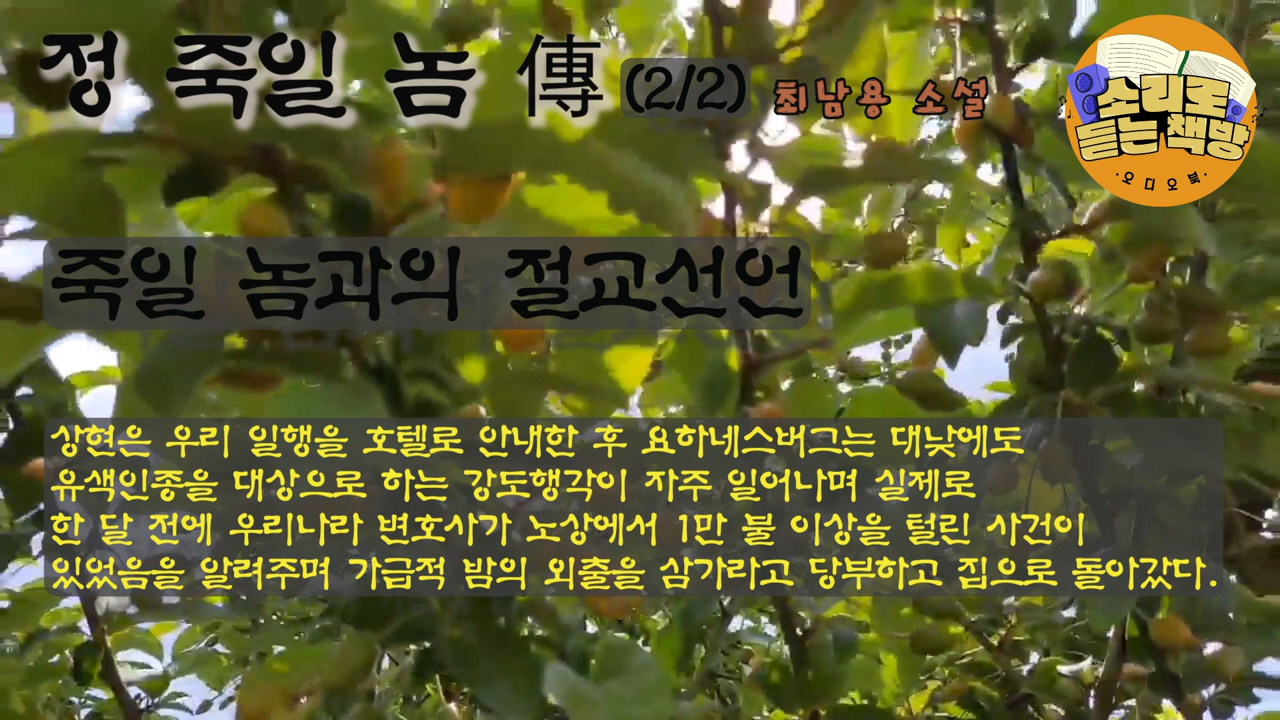 정 죽일 놈 傳 (2/2) 최남용 소설
소리로
듣는 책방
·오디오북·
죽일 놈과의 절교선언
상현은 우리 일행을 호텔로 안내한 후 요하네스버그는 대낮에도
유색인종을 대상으로 하는 강도행각이 자주 일어나며 실제로
한 달 전에 우리나라 변호사가 노상에서 1만 불 이상을 털린 사건이
있었음을 알려주며 가급적 밤의 외출을 삼가라고 당부하고 집으로 돌아갔다.